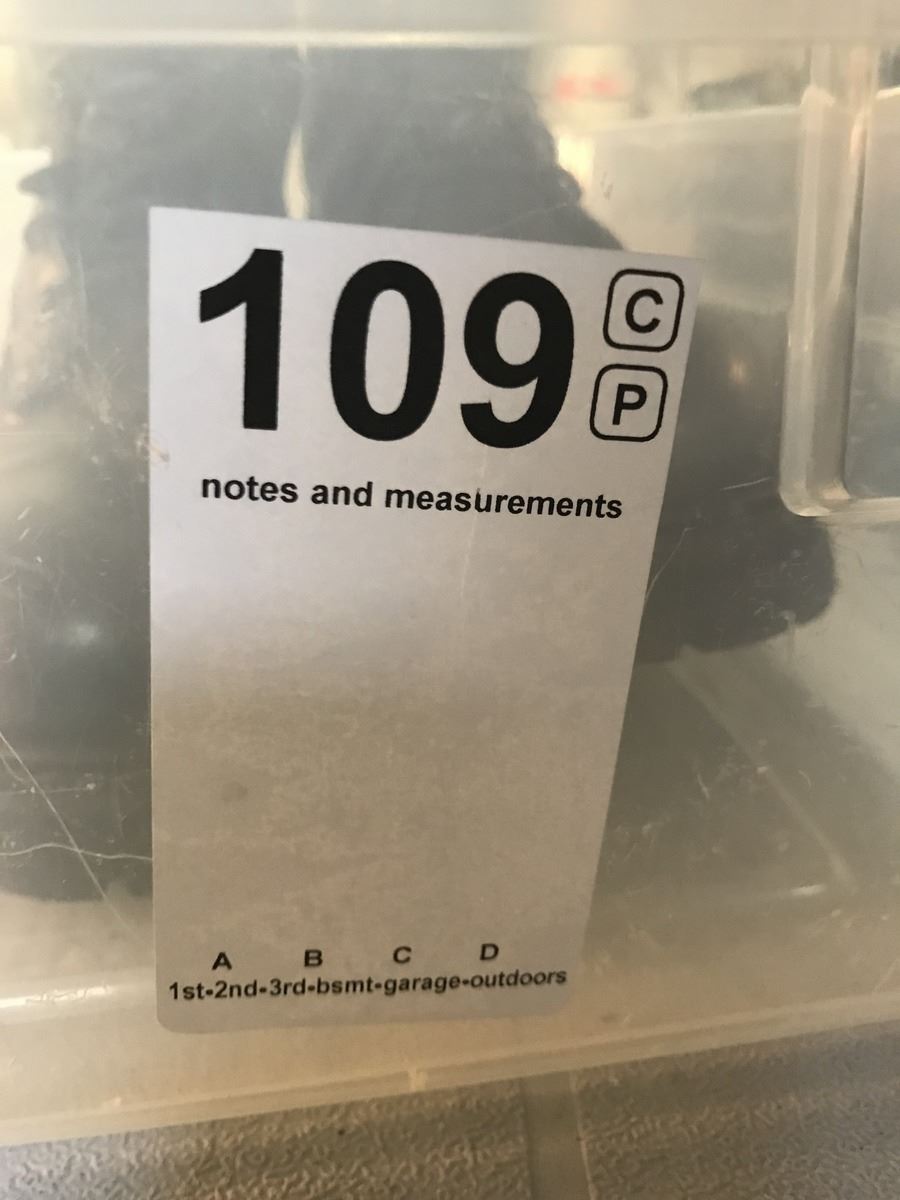 109 C
P
notes and measurements
A B C D
1st-2nd-3rd-bsmt-garage-outdoors